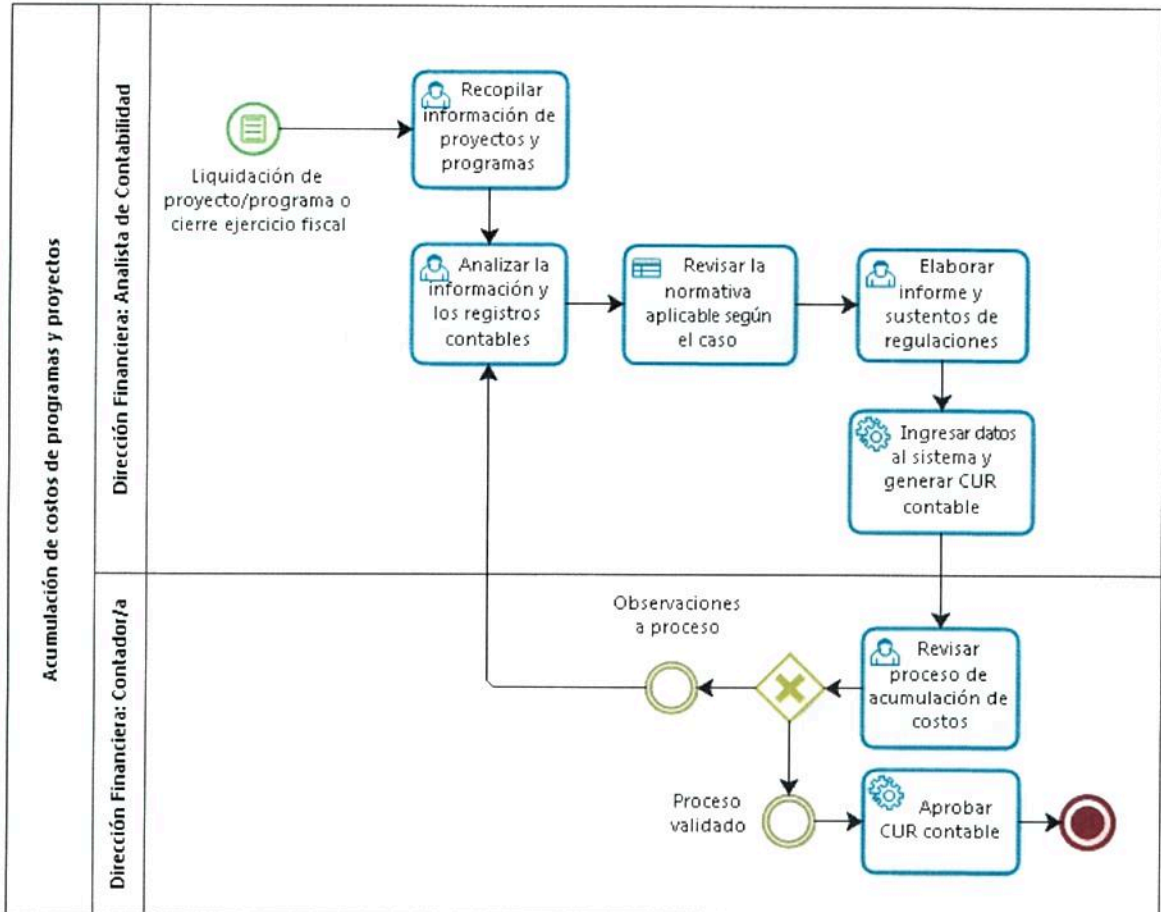 Acumulación de costos de programas y proyectos
Dirección Financiera: Analista de Contabilidad
Liquidación de
proyecto/programa o
cierre ejercicio fiscal
Recopilar
información de
proyectos y
programas
Analizar la
información y
los registros
contables
Revisar la
normativa
aplicable según
el caso
Elaborar
informe y
sustentos de
regulaciones
Ingresar datos
al sistema y
generar CUR
contable
Dirección Financiera: Contador/a
Revisar
proceso de
acumulación de
costos
Observaciones
a proceso
Proceso
validado
Aprobar
CUR contable